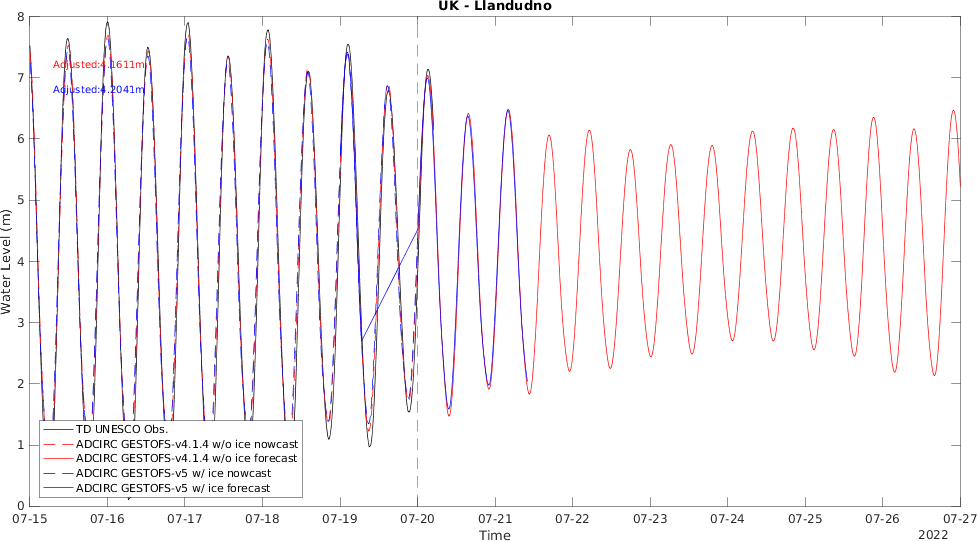 UK - Llandudno
8
7
6
5
4
3
2
1
0
Water Level (m)
Adjusted:4.1611m
Adjusted:4.2041m
TD UNESCO Obs.
ADCIRC GESTOFS-v4.1.4 w/o ice nowcast
ADCIRC GESTOFS-v4.1.4 w/o ice forecast
ADCIRC GESTOFS-v5 w/ ice nowcast
ADCIRC GESTOFS-v5 w/ ice forecast
07-15 07-16 07-17 07-18 07-19 07-20 07-21 07-22 07-23 07-24 07-25 07-26 07-27
Time
2022